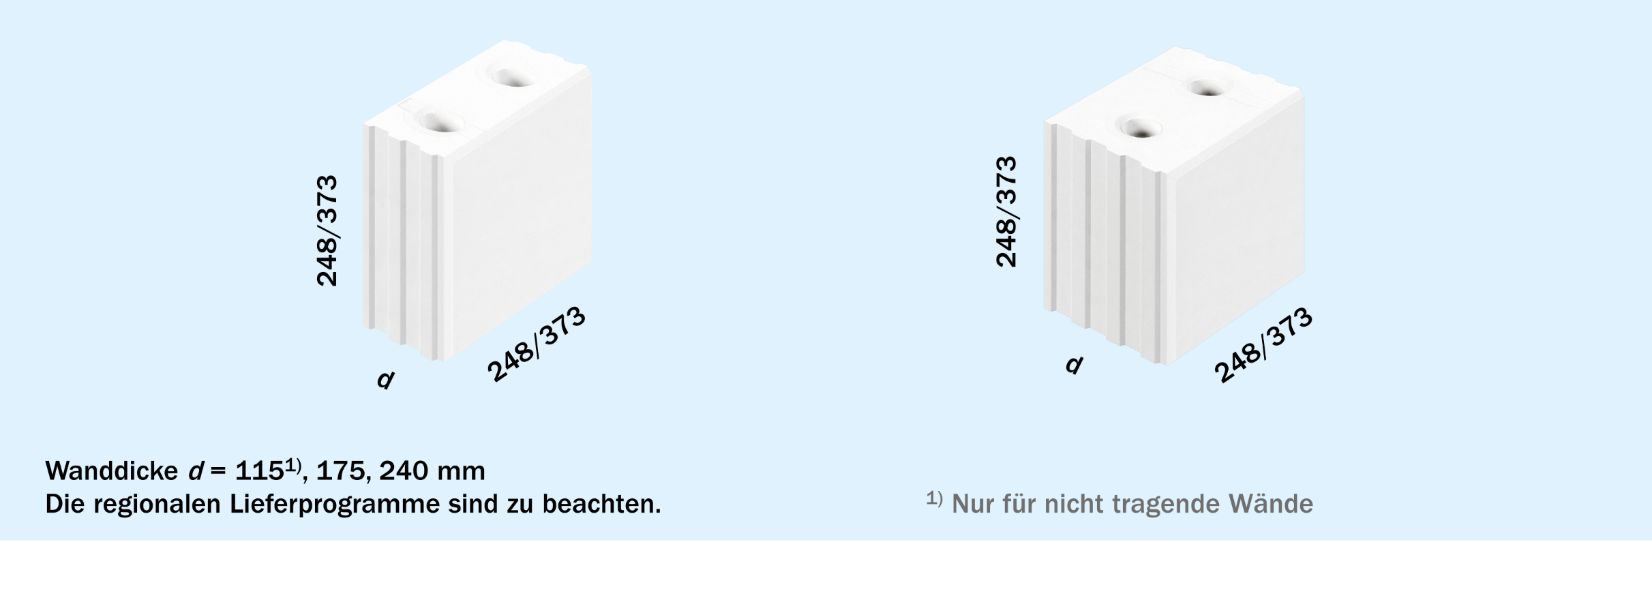 248/373
248/373
d
248/373
248/373
d
Wanddicke d = 115¹⁾, 175, 240 mm
Die regionalen Lieferprogramme sind zu beachten.
¹⁾ Nur für nicht tragende Wände